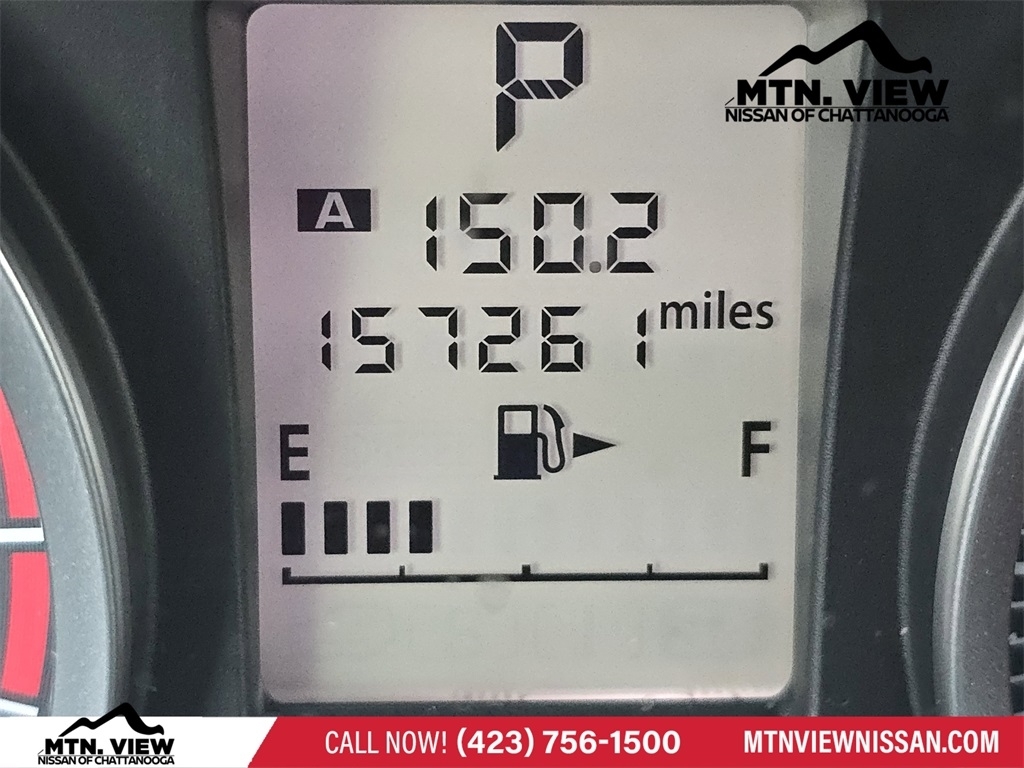 P
MTN. VIEW
NISSAN OF CHATTANOOGA
A 150.2
157261 miles
E F
MTN. VIEW
NISSAN OF CHATTANOOGA
CALL NOW! (423) 756-1500
MTNVIEWNISSAN.COM